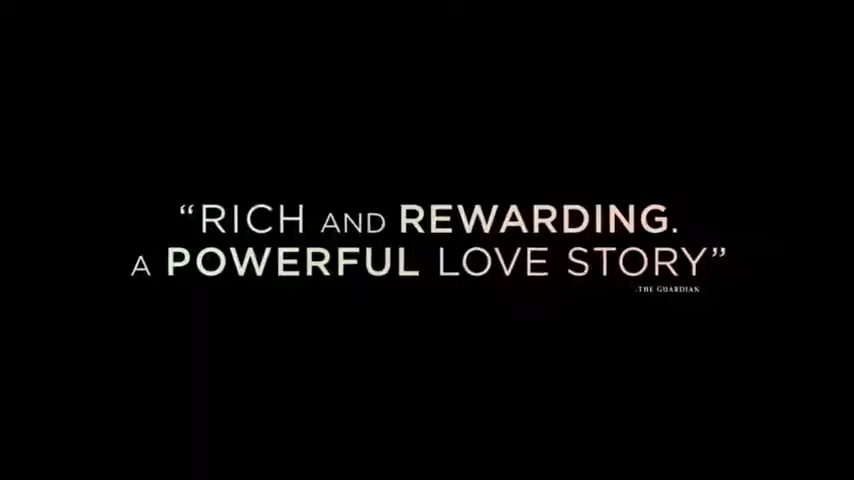 “RICH AND REWARDING.
A POWERFUL LOVE STORY”
-THE GUARDIAN